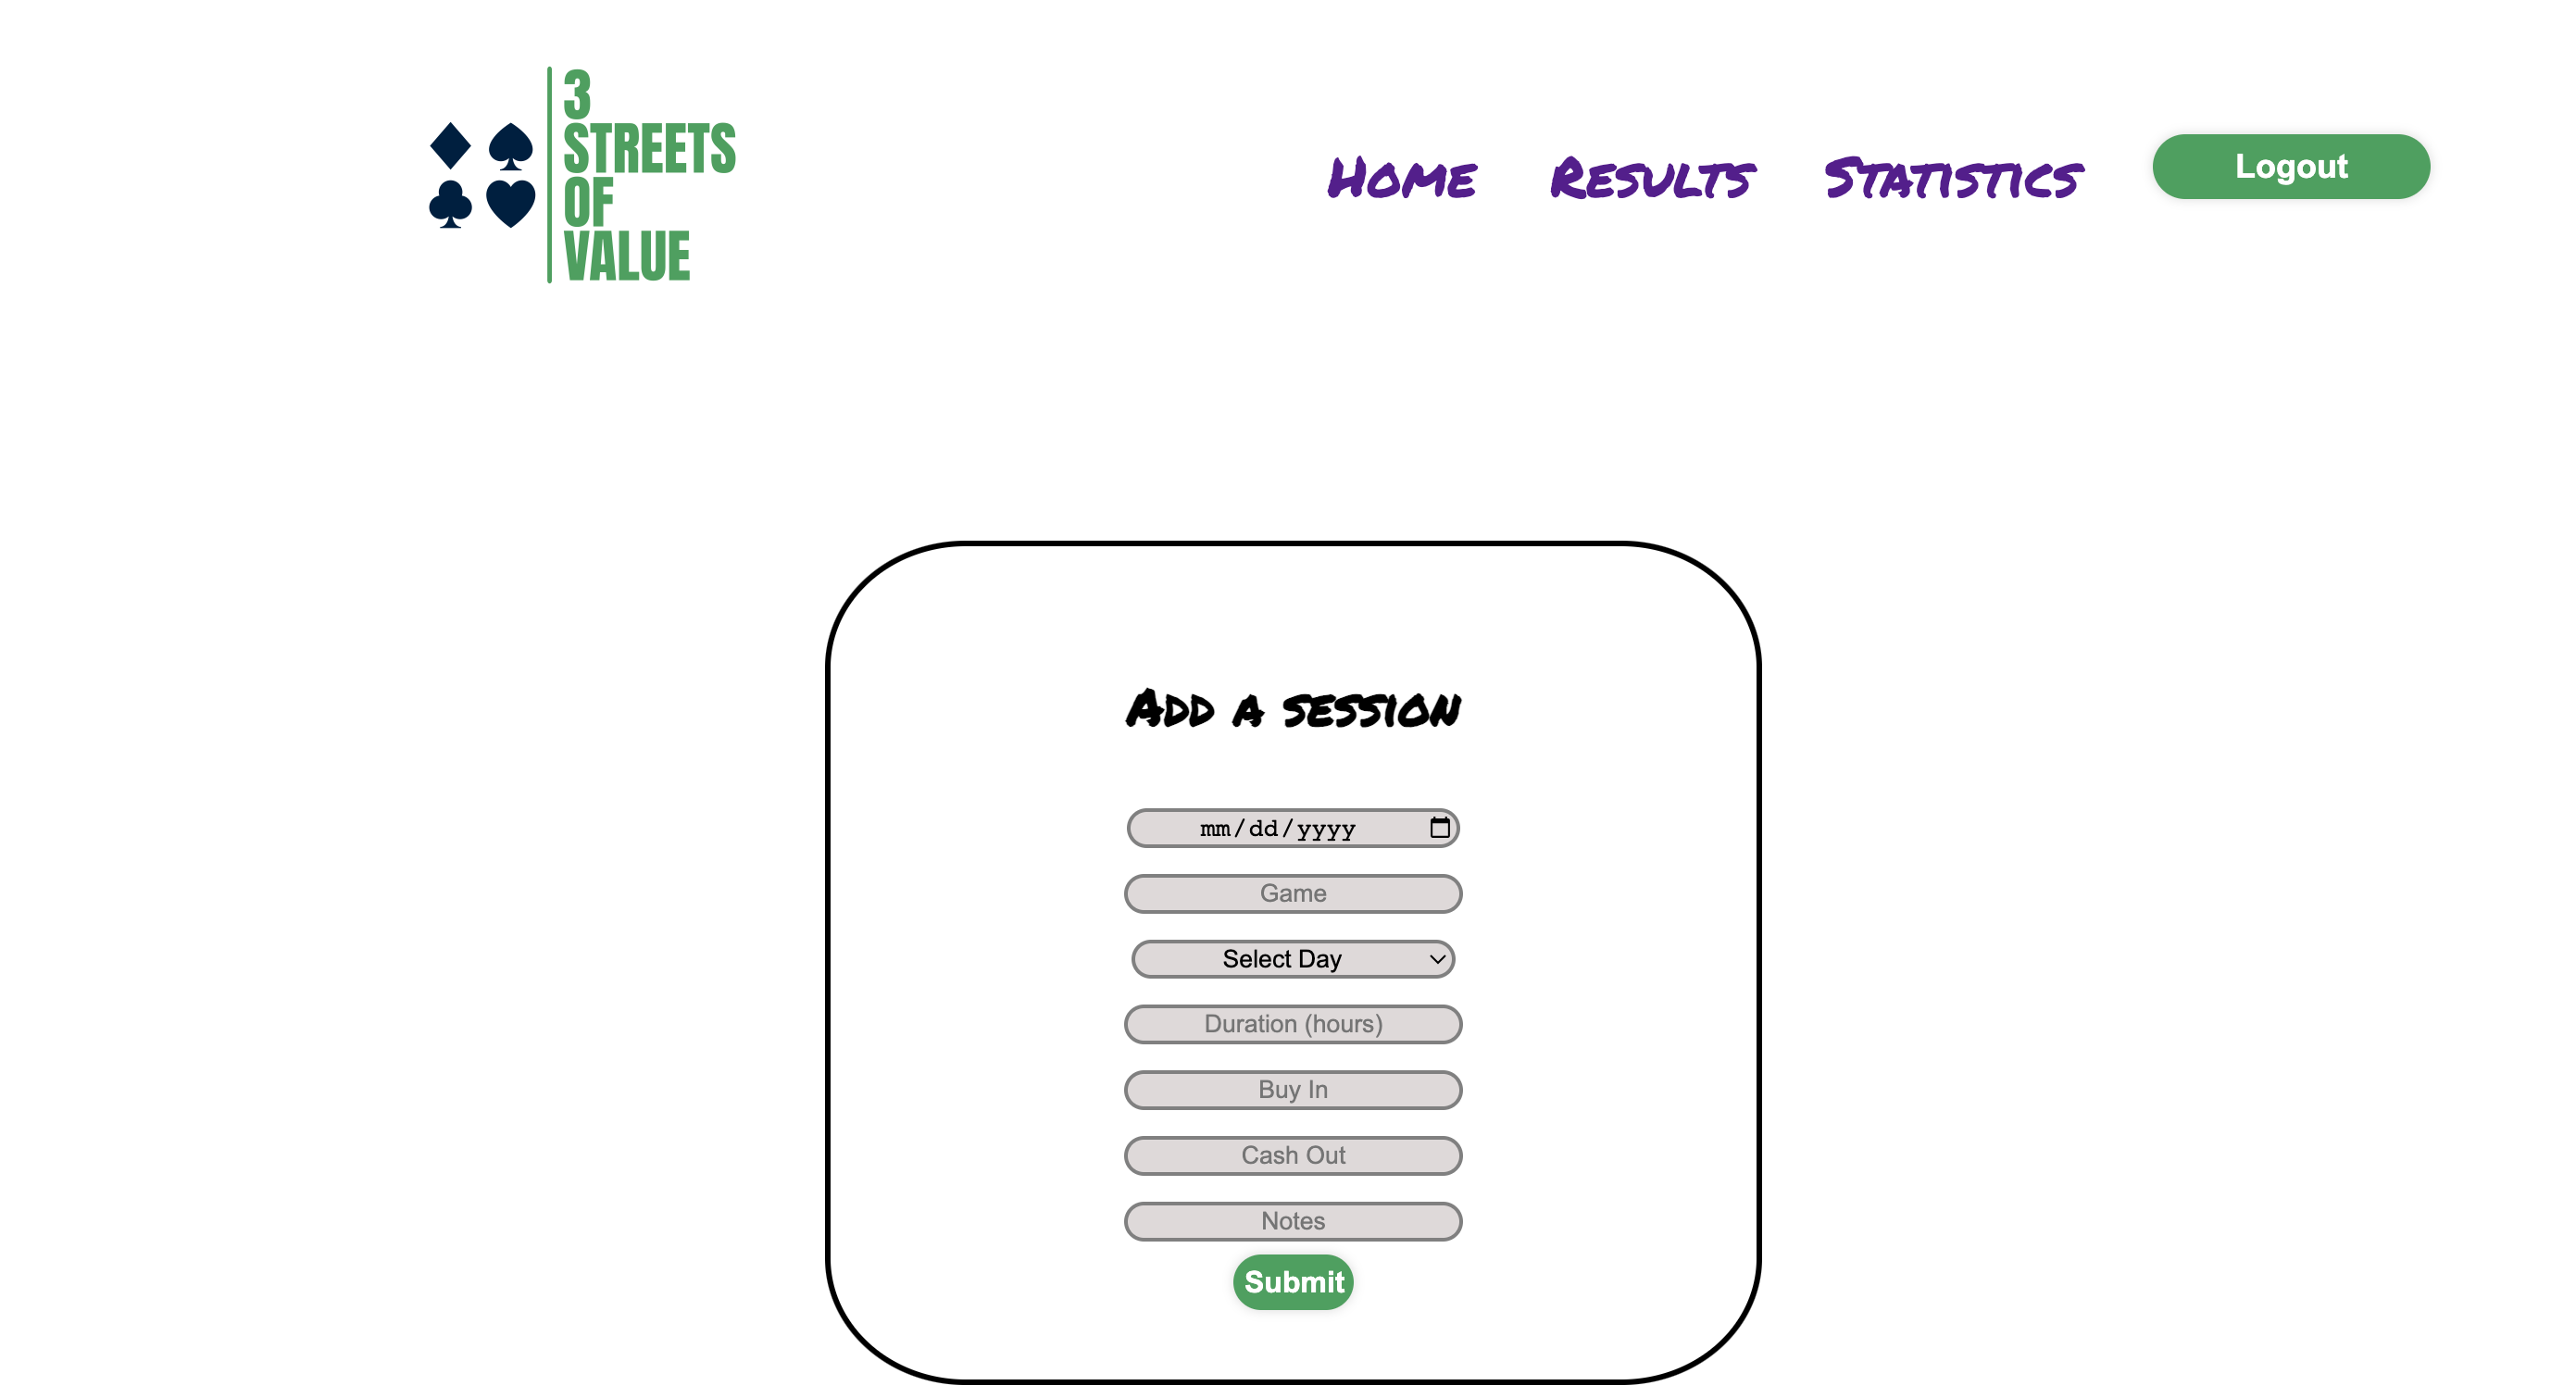 3
STREETS
OF
VALUE
Home Results Statistics Logout
Add a session
mm/dd/yyyy
Game
Select Day
Duration (hours)
Buy In
Cash Out
Notes
Submit